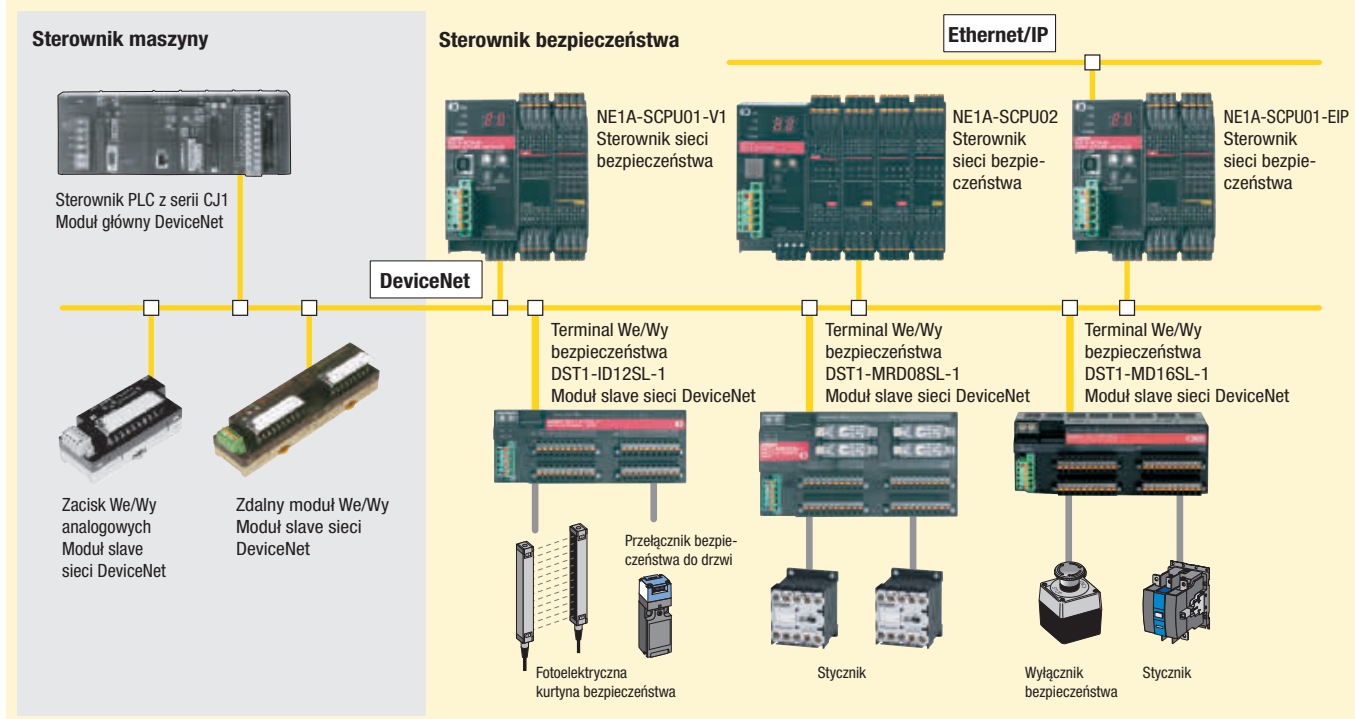 Sterownik maszyny
Sterownik bezpieczeństwa
Ethernet/IP
NE1A-SCPU01-V1
Sterownik sieci
bezpieczeństwa
NE1A-SCPU02
Sterownik
sieci bezpie-
czeństwa
NE1A-SCPU01-EIP
Sterownik
sieci bezpie-
czeństwa
Sterownik PLC z serii CJ1
Moduł główny DeviceNet
DeviceNet
Terminal We/Wy
bezpieczeństwa
DST1-ID12SL-1
Moduł slave sieci DeviceNet
Terminal We/Wy
bezpieczeństwa
DST1-MRD08SL-1
Moduł slave sieci DeviceNet
Terminal We/Wy
bezpieczeństwa
DST1-MD16SL-1
Moduł slave sieci DeviceNet
Zacisk We/Wy
analogowych
Moduł slave
sieci DeviceNet
Zdalny moduł We/Wy
Moduł slave sieci
DeviceNet
Przełącznik bezpie-
czeństwa do drzwi
Fotoelektryczna
kurtyna bezpieczeństwa
Stycznik
Wyłącznik
bezpieczeństwa
Stycznik